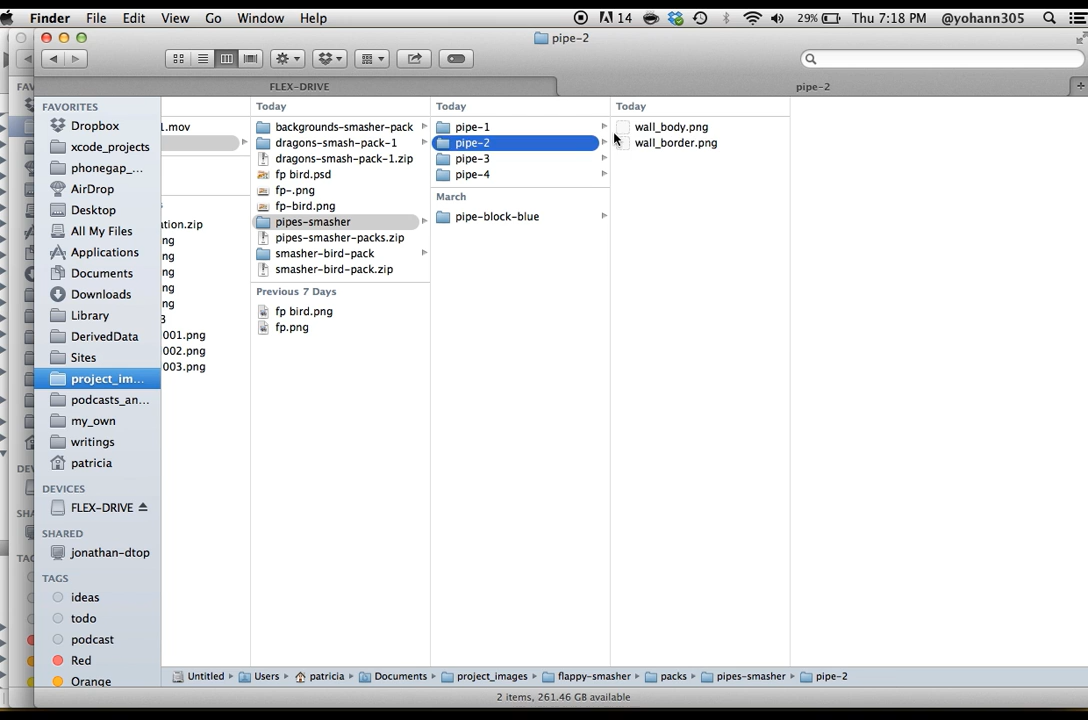 Finder File Edit View Go Window Help 14 29% Thu 7:18 PM @yohann305
pipe-2
FLEX-DRIVE pipe-2
FAV
FAVORITES
Dropbox
xcode_projects
phonegap_...
AirDrop
Desktop
All My Files
Applications
Documents
Downloads
Library
DerivedData
Sites
project_im...
podcasts_an...
my_own
writings
patricia
DEVICES
FLEX-DRIVE
SHARED
jonathan-dtop
TAGS
ideas
todo
podcast
Red
Orange
DE
SHA
TAG
1.mov
ation.zip
ng
ng
ng
ng
ng
3
001.png
002.png
003.png
Today
backgrounds-smasher-pack
dragons-smash-pack-1
dragons-smash-pack-1.zip
fp bird.psd
fp-.png
fp-bird.png
pipes-smasher
pipes-smasher-packs.zip
smasher-bird-pack
smasher-bird-pack.zip
Previous 7 Days
fp bird.png
fp.png
Today
pipe-1
pipe-2
pipe-3
pipe-4
March
pipe-block-blue
Today
wall_body.png
wall_border.png
Untitled Users patricia Documents project_images flappy-smasher packs pipes-smasher pipe-2
2 items, 261.46 GB available